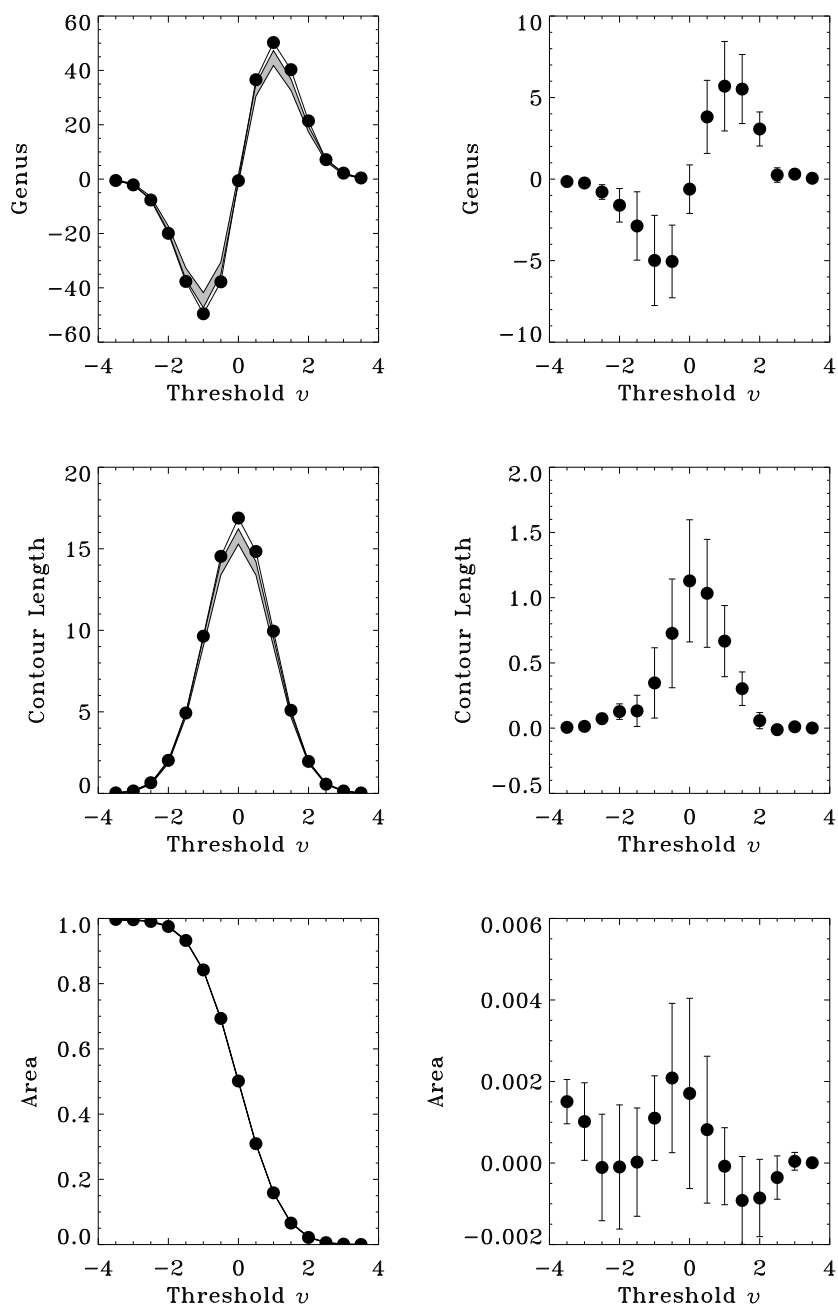 60
40
20
0
−20
−40
−60
Genus
−4 −2 0 2 4
Threshold ν
10
5
0
−5
−10
Genus
−4 −2 0 2 4
Threshold ν
20
15
10
5
0
Contour Length
−4 −2 0 2 4
Threshold ν
2.0
1.5
1.0
0.5
0.0
−0.5
Contour Length
−4 −2 0 2 4
Threshold ν
1.0
0.8
0.6
0.4
0.2
0.0
Area
−4 −2 0 2 4
Threshold ν
0.006
0.004
0.002
0.000
−0.002
Area
−4 −2 0 2 4
Threshold ν